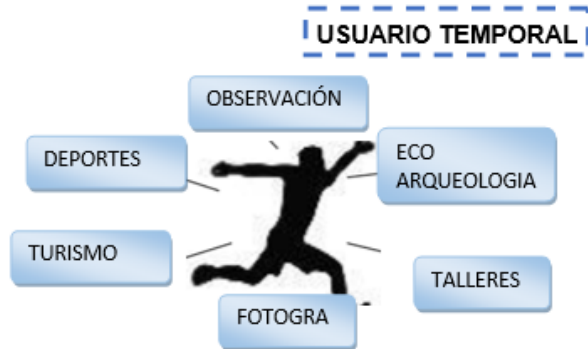 USUARIO TEMPORAL
OBSERVACIÓN
DEPORTES
ECO
ARQUEOLOGIA
TURISMO
TALLERES
FOTOGRA